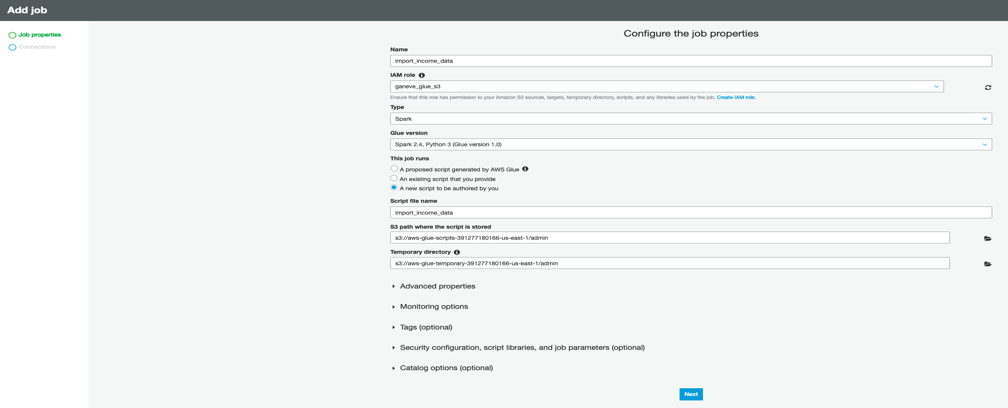 Add job
Job properties
Connections
Configure the job properties
Name
import_income_data
IAM role
ganeve_glue_s3
Ensure that this role has permission to your Amazon S3 sources, targets, temporary directory, scripts, and any libraries used by the job. Create IAM role.
Type
Spark
Glue version
Spark 2.4, Python 3 (Glue version 1.0)
This job runs
A proposed script generated by AWS Glue
An existing script that you provide
A new script to be authored by you
Script file name
import_income_data
S3 path where the script is stored
s3://aws-glue-scripts-391277180166-us-east-1/admin
Temporary directory
s3://aws-glue-temporary-391277180166-us-east-1/admin
Advanced properties
Monitoring options
Tags (optional)
Security configuration, script libraries, and job parameters (optional)
Catalog options (optional)
Next